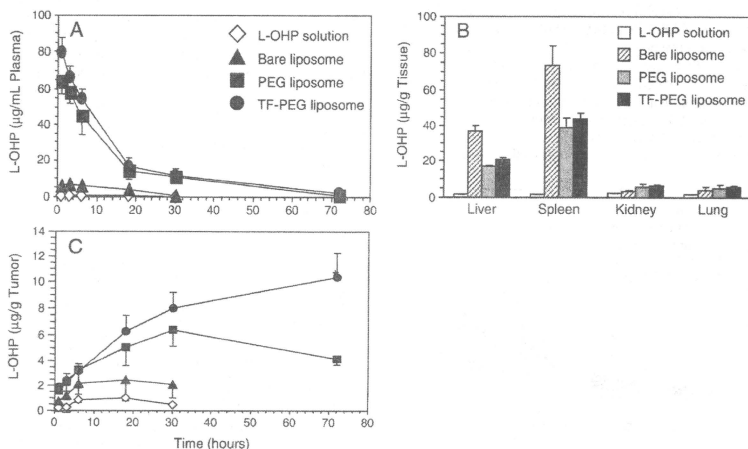 A
L-OHP (µg/mL Plasma)
100
80
60
40
20
0
0 10 20 30 40 50 60 70 80
L-OHP solution
Bare liposome
PEG liposome
TF-PEG liposome
B
L-OHP (µg/g Tissue)
100
80
60
40
20
0
Liver Spleen Kidney Lung
L-OHP solution
Bare liposome
PEG liposome
TF-PEG liposome
C
L-OHP (µg/g Tumor)
14
12
10
8
6
4
2
0
0 10 20 30 40 50 60 70 80
Time (hours)